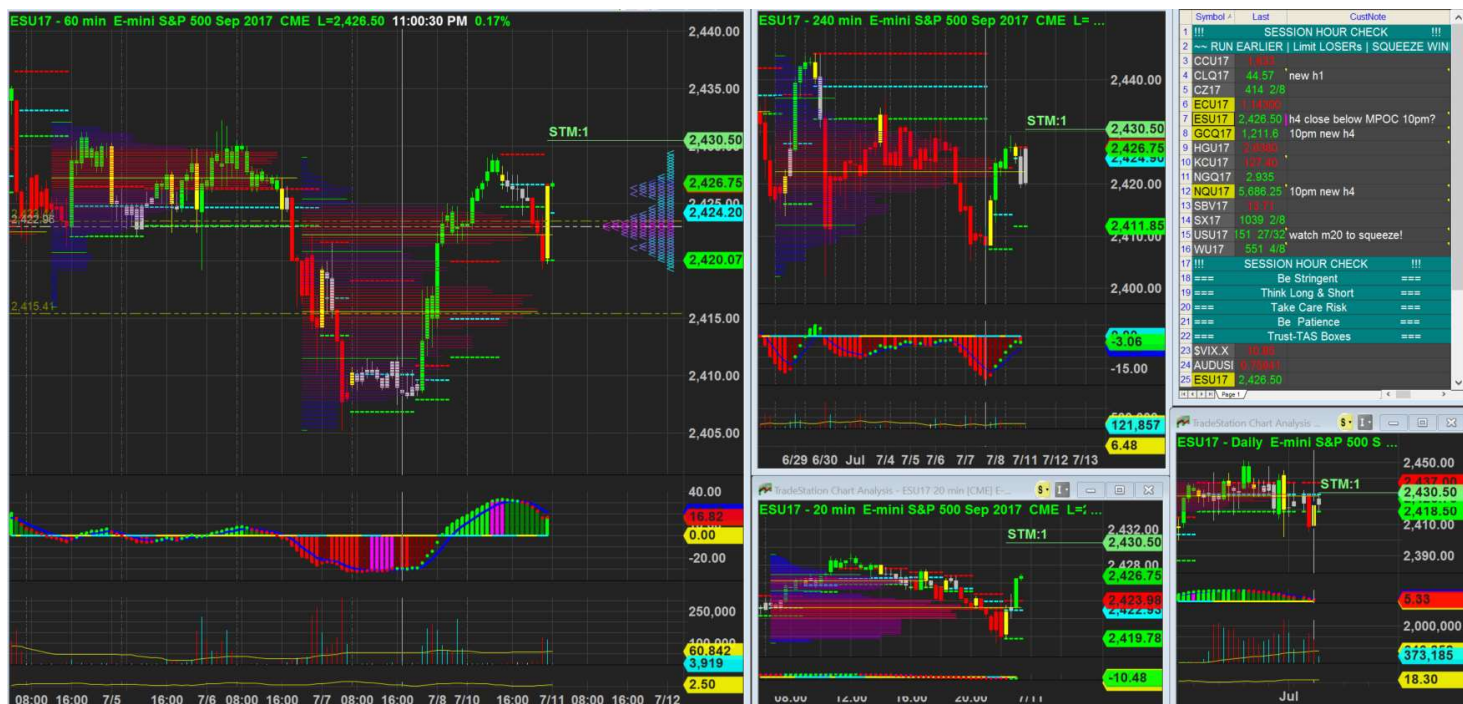 ESU17 - 60 min E-mini S&P 500 Sep 2017 CME L=2,426.50 11:00:30 PM 0.17%
2,440.00
2,435.00
STM:1
2,430.50
2,426.75
2,424.20
2,422.98
2,420.07
2,415.41
2,415.00
2,410.00
2,405.00
40.00
16.82
0.00
-20.00
250,000
60.842
3,919
2.50
08:00 16:00 7/5 16:00 7/6 08:00 16:00 7/7 08:00 16:00 7/8 7/10 16:00 7/11 08:00 16:00 7/12
ESU17 - 240 min E-mini S&P 500 Sep 2017 CME L= ...
2,440.00
STM:1
2,430.50
2,426.75
2,424.90
2,420.00
2,411.85
2,410.00
2,400.00
-3.06
-15.00
121,857
6.48
6/29 6/30 Jul 7/4 7/5 7/6 7/7 7/8 7/11 7/12 7/13
TradeStation Chart Analysis - ESU17 20 min [CME] E-...
ESU17 - 20 min E-mini S&P 500 Sep 2017 CME L=2 ...
2,432.00
STM:1
2,430.50
2,428.00
2,426.75
2,423.98
2,422.93
2,419.78
-10.48
08:00 12:00 16:00 20:00 7/11
Symbol Last CustNote
1 !!! SESSION HOUR CHECK !!!
2 ~~ RUN EARLIER | Limit LOSERs | SQUEEZE WIN
3 CCU17
4 CLQ17 44.57 new h1
5 CZ17 414 2/8
6 ECU17
7 ESU17 2,426.50 h4 close below MPOC 10pm?
8 GCQ17 1,211.6 10pm new h4
9 HGU17
10 KCU17
11 NGQ17 2.935
12 NQU17 5,686.25 10pm new h4
13 SBV17
14 SX17 1039 2/8
15 USU17 151 27/32 watch m20 to squeeze!
16 WU17 551 4/8
17 !!! SESSION HOUR CHECK !!!
18 === Be Stringent ===
19 === Think Long & Short ===
20 === Take Care Risk ===
21 === Be Patience ===
22 === Trust-TAS Boxes ===
23 $VIX.X
24 AUDUSI
25 ESU17 2,426.50
Page 1
TradeStation Chart Analysis ...
ESU17 - Daily E-mini S&P 500 S ...
2,450.00
2,437.00
STM:1
2,430.50
2,418.50
2,410.00
2,390.00
5.33
2,000,000
373,185
18.30
Jul